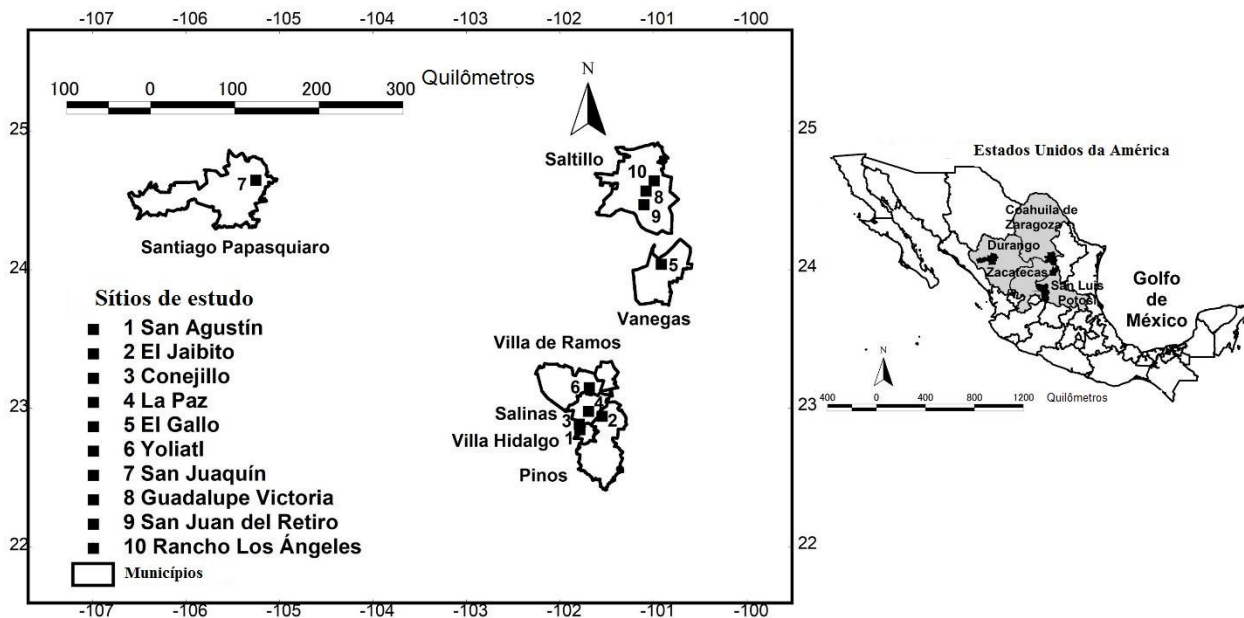 -107 -106 -105 -104 -103 -102 -101 -100
Quilômetros
100 0 100 200 300
N
25
24
23
22
25
24
23
22
Saltillo
10
8
9
7
Santiago Papasquiaro
5
Vanegas
Sítios de estudo
1 San Agustín
2 El Jaibito
3 Conejillo
4 La Paz
5 El Gallo
6 Yoliatl
7 San Juaquín
8 Guadalupe Victoria
9 San Juan del Retiro
10 Rancho Los Ángeles
Municípios
Villa de Ramos
6
4
Salinas
3
2
Villa Hidalgo
1
Pinos
-107 -106 -105 -104 -103 -102 -101 -100
Estados Unidos da América
Coahuila de
Zaragoza
Durango
Zacatecas
San Luis
Potosí
Golfo
de
México
N
400 0 400 800 1200
Quilômetros